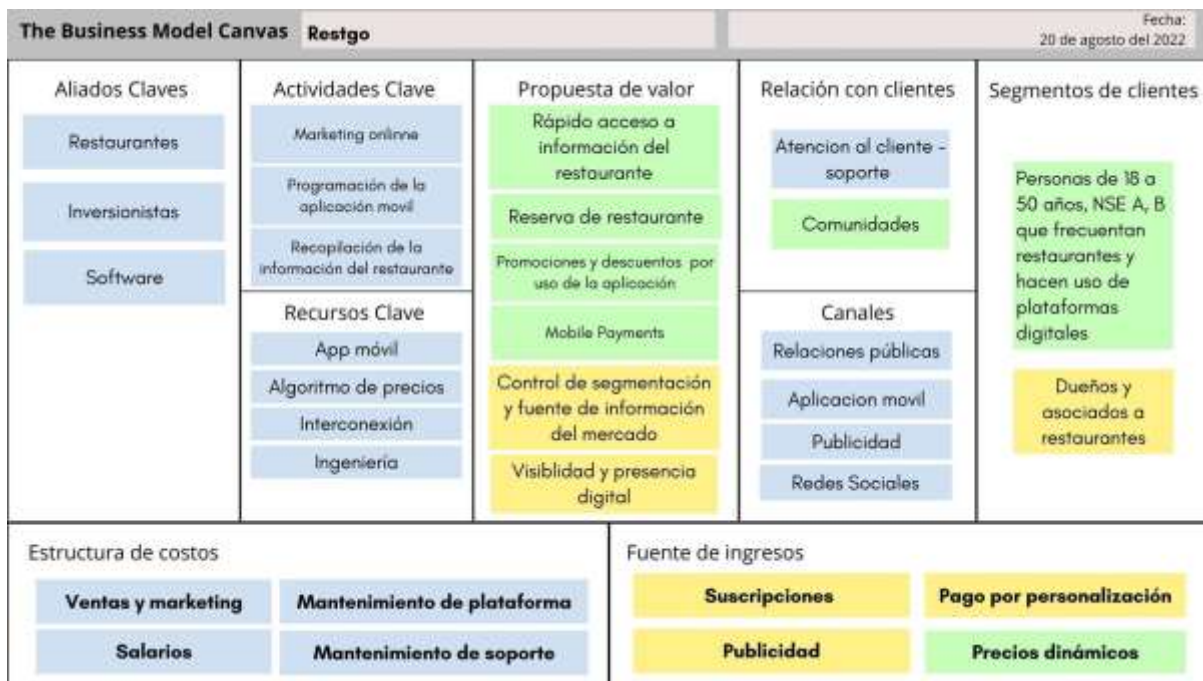 The Business Model Canvas
Restgo
Fecha:
20 de agosto del 2022
Aliados Claves
Restaurantes
Inversionistas
Software
Actividades Clave
Marketing onlinne
Programación de la
aplicación movil
Recopilación de la
información del restaurante
Recursos Clave
App móvil
Algoritmo de precios
Interconexión
Ingeniería
Propuesta de valor
Rápido acceso a
información del
restaurante
Reserva de restaurante
Promociones y descuentos por
uso de la aplicación
Mobile Payments
Control de segmentación
y fuente de información
del mercado
Visiblidad y presencia
digital
Relación con clientes
Atencion al cliente -
soporte
Comunidades
Canales
Relaciones públicas
Aplicacion movil
Publicidad
Redes Sociales
Segmentos de clientes
Personas de 18 a
50 años, NSE A, B
que frecuentan
restaurantes y
hacen uso de
plataformas
digitales
Dueños y
asociados a
restaurantes
Estructura de costos
Ventas y marketing
Mantenimiento de plataforma
Salarios
Mantenimiento de soporte
Fuente de ingresos
Suscripciones
Pago por personalización
Publicidad
Precios dinámicos